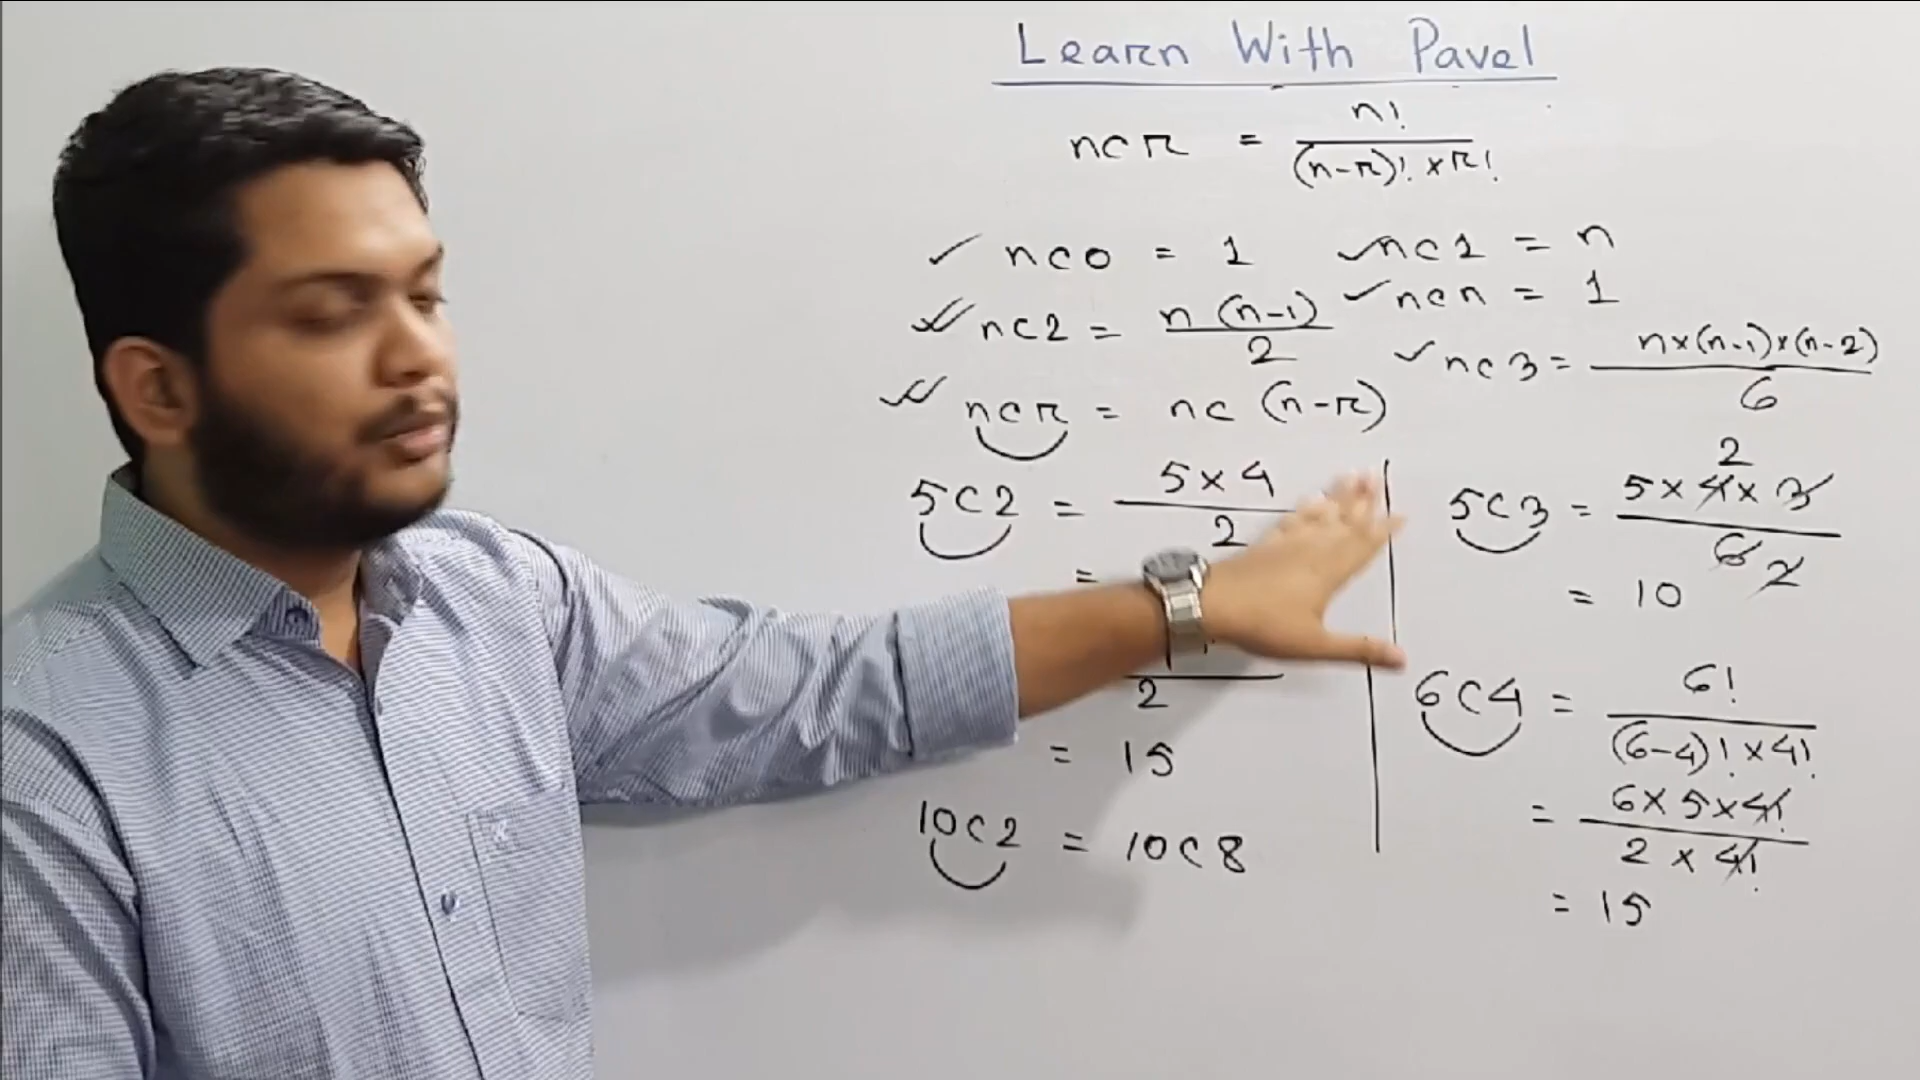 Learn With Pavel
ncr = n! / (n-r)! × r!
nc0 = 1
nc1 = n
ncn = 1
nc2 = n (n-1) / 2
nc3 = n×(n-1)×(n-2) / 6
ncr = nc (n-r)
5c2 = 5 × 4 / 2
=
2
= 15
10c2 = 10c8
2
5c3 = 5 × 4 × 3 / 6 2
= 10
6c4 = 6! / (6-4)! × 4!
= 6 × 5 × 4! / 2 × 4!
= 15